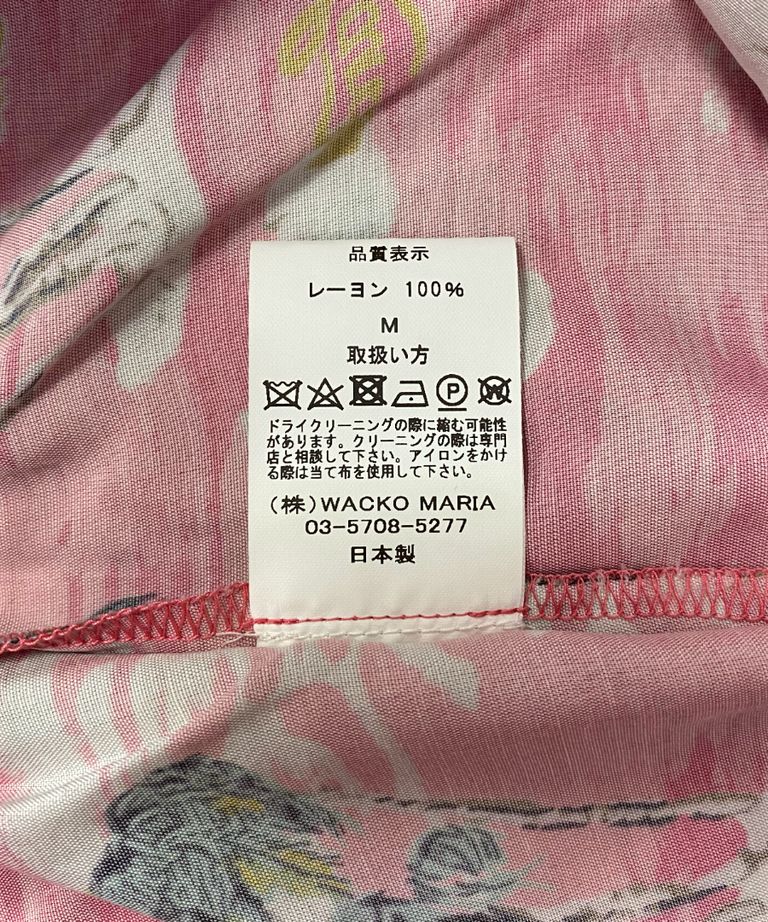 品質表示
レーヨン 100%
M
取扱い方
P W
ドライクリーニングの際に縮む可能性
があります。クリーニングの際は専門
店と相談して下さい。アイロンをかけ
る際は当て布を使用して下さい。
(株)WACKO MARIA
03-5708-5277
日本製